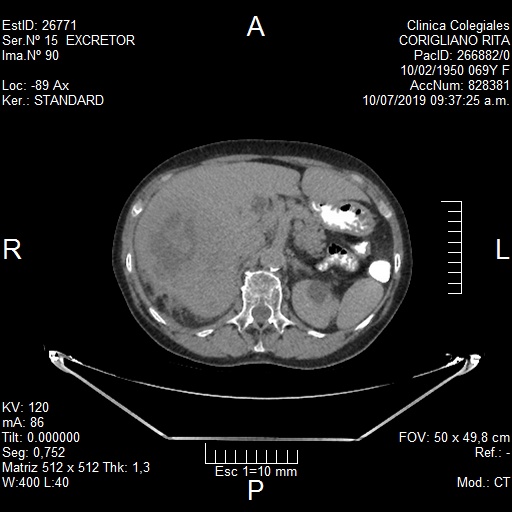 EstID: 26771
Ser.Nº 15  EXCRETOR
Ima.Nº 90
Loc: -89 Ax
Ker.: STANDARD
A
Clinica Colegiales
CORIGLIANO RITA
PacID: 266882/0
10/02/1950 069Y F
AccNum: 828381
10/07/2019 09:37:25 a.m.
R
L
KV: 120
mA: 86
Tilt: 0.000000
Seg: 0,752
Matriz 512 x 512 Thk: 1,3
W:400 L:40
Esc 1=10 mm
P
FOV: 50 x 49,8 cm
Ref.: -
Mod.: CT